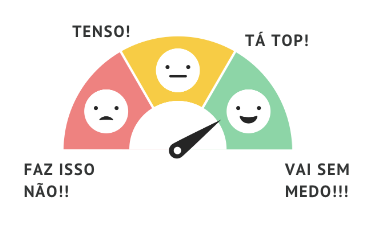 TENSO!
TÁ TOP!
FAZ ISSO
NÃO!!
VAI SEM
MEDO!!!